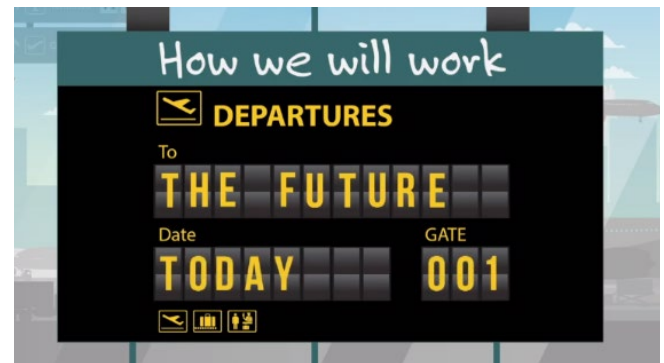 How we will work
DEPARTURES
To
THE FUTURE
Date GATE
TODAY 001